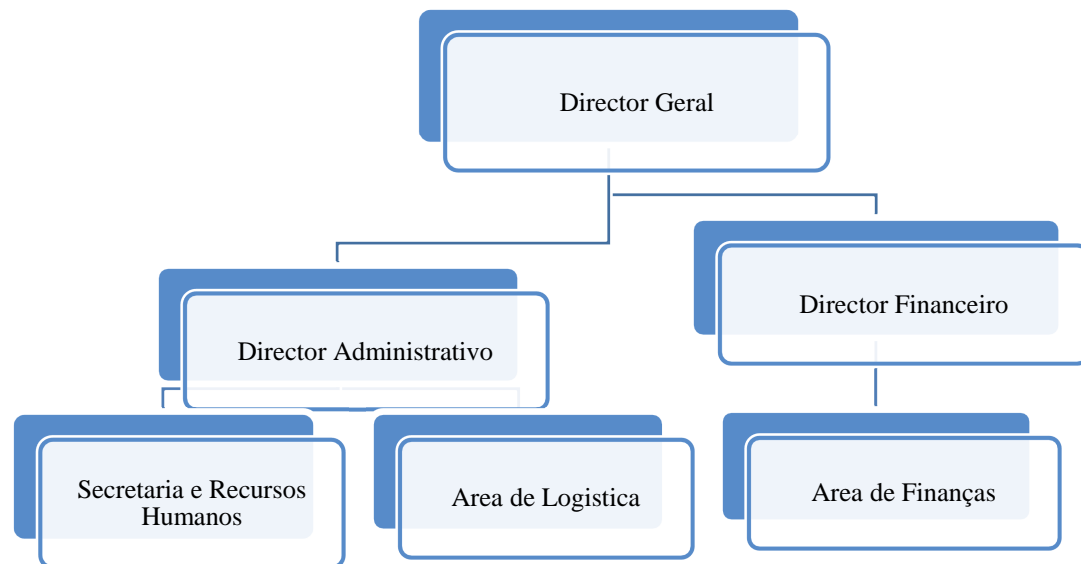 Director Geral
Director Financeiro
Director Administrativo
Secretaria e Recursos
Humanos
Area de Logistica
Area de Finanças